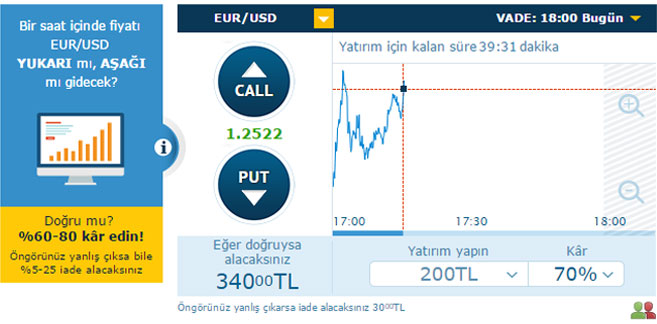 Bir saat içinde fiyatı
EUR/USD
YUKARI mı, AŞAĞI
mı gidecek?
i
Doğru mu?
%60-80 kâr edin!
Öngörünüz yanlış çıksa bile
%5-25 iade alacaksınız
EUR/USD
VADE: 18:00 Bugün
Yatırım için kalan süre 39:31 dakika
CALL
1.2522
PUT
17:00 17:30 18:00
Eğer doğruysa
alacaksınız
340⁰⁰TL
Yatırım yapın
200TL
Kâr
70%
Öngörünüz yanlış çıkarsa iade alacaksınız 30⁰⁰TL